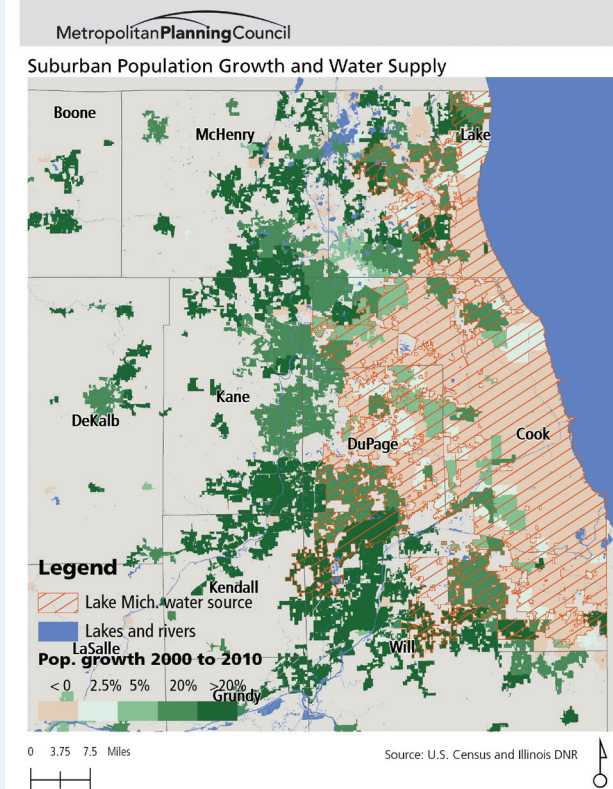 MetropolitanPlanningCouncil
Suburban Population Growth and Water Supply
Boone
McHenry
Lake
Kane
DeKalb
DuPage
Cook
Legend
Lake Mich. water source
Kendall
Lakes and rivers
LaSalle
Will
Pop. growth 2000 to 2010
< 0 2.5% 5% 20% >20%
Grundy
0 3.75 7.5 Miles
Source: U.S. Census and Illinois DNR